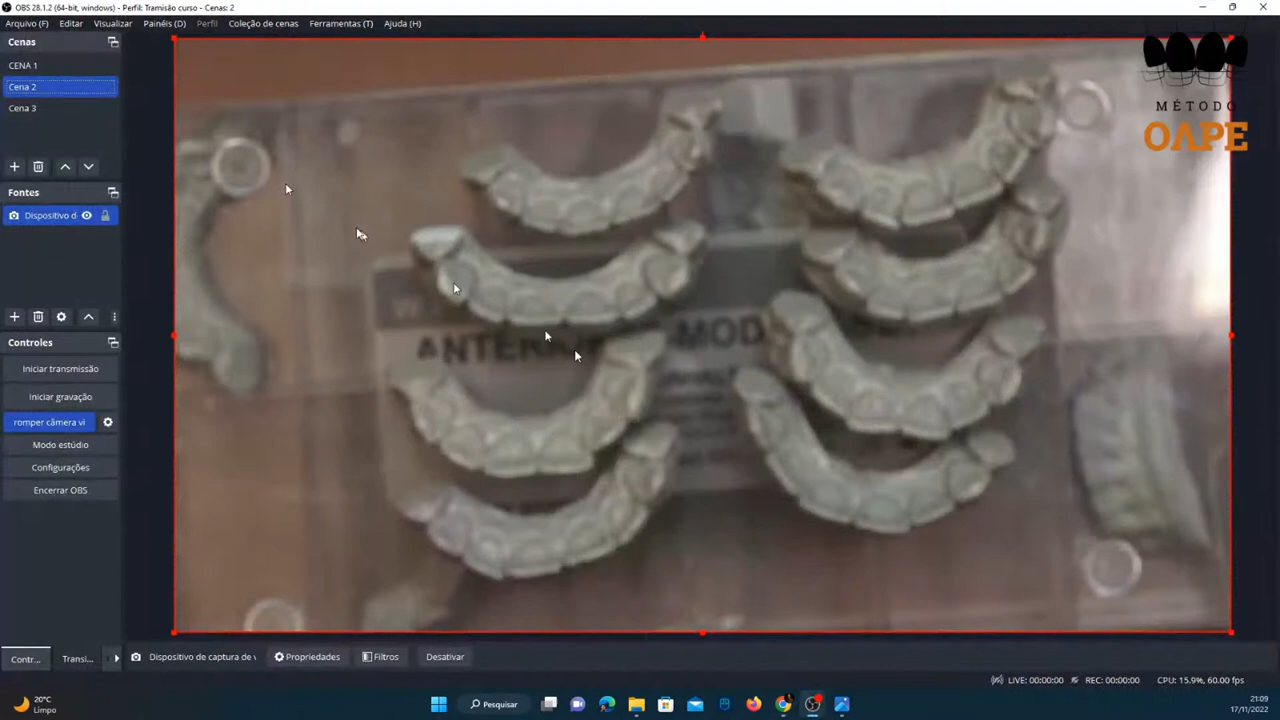 OBS 28.1.2 (64-bit, windows) - Perfil: Tramisão curso - Cenas: 2
Arquivo (F)  Editar  Visualizar  Painéis (D)  Perfil  Coleção de cenas  Ferramentas (T)  Ajuda (H)
Cenas
CENA 1
Cena 2
Cena 3
Fontes
Dispositivo d
Controles
Iniciar transmissão
Iniciar gravação
romper câmera vi
Modo estúdio
Configurações
Encerrar OBS
MÉTODO
OAPE
MOD
Contr...  Transi...
Dispositivo de captura de v  Propriedades  Filtros  Desativar
LIVE: 00:00:00  REC: 00:00:00  CPU: 15.9%, 60.00 fps
20°C
Limpo
Pesquisar
21:09
17/11/2022